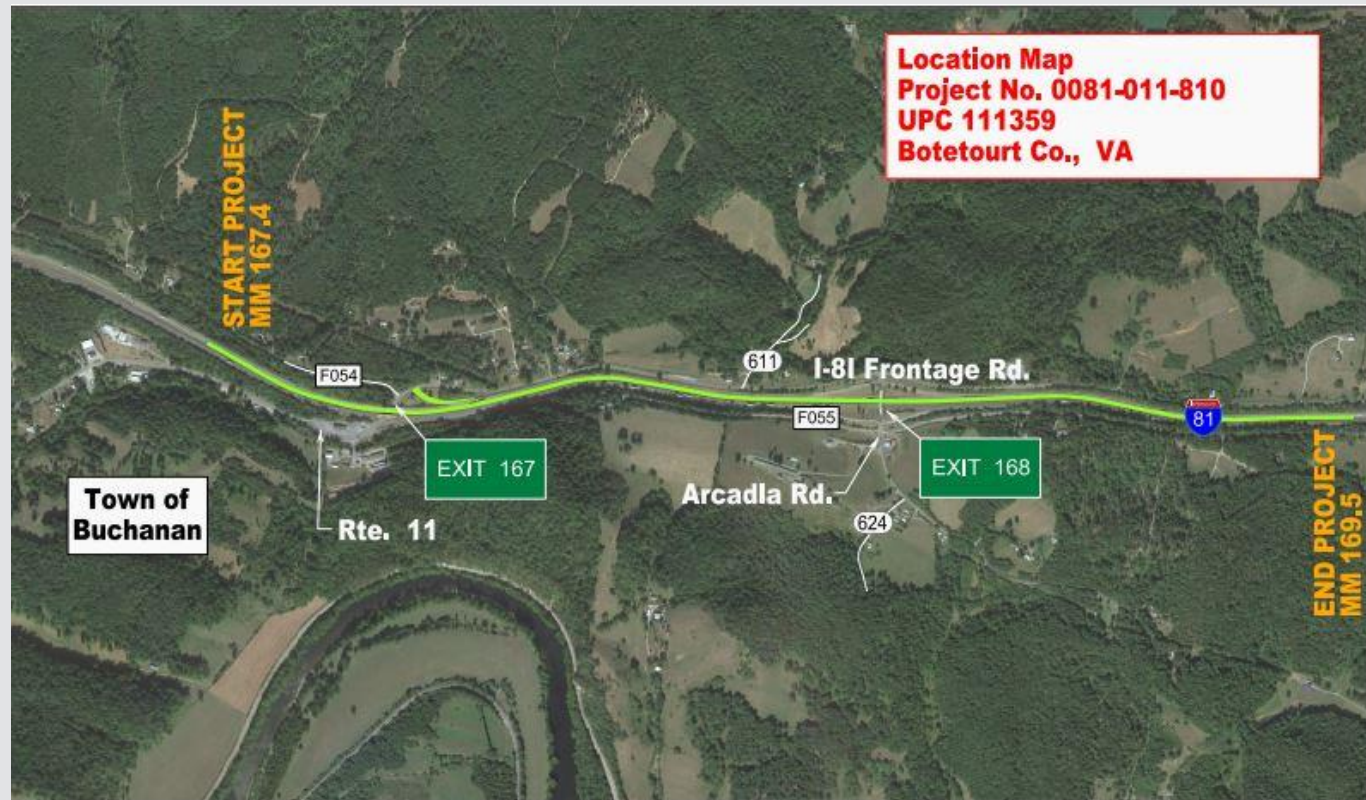 Location Map
Project No. 0081-011-810
UPC 111359
Botetourt Co., VA
START PROJECT
MM 167.4
F054
611
I-8I Frontage Rd.
F055
81
EXIT 167
EXIT 168
Arcadia Rd.
Town of
Buchanan
Rte. 11
624
END PROJECT
MM 169.5